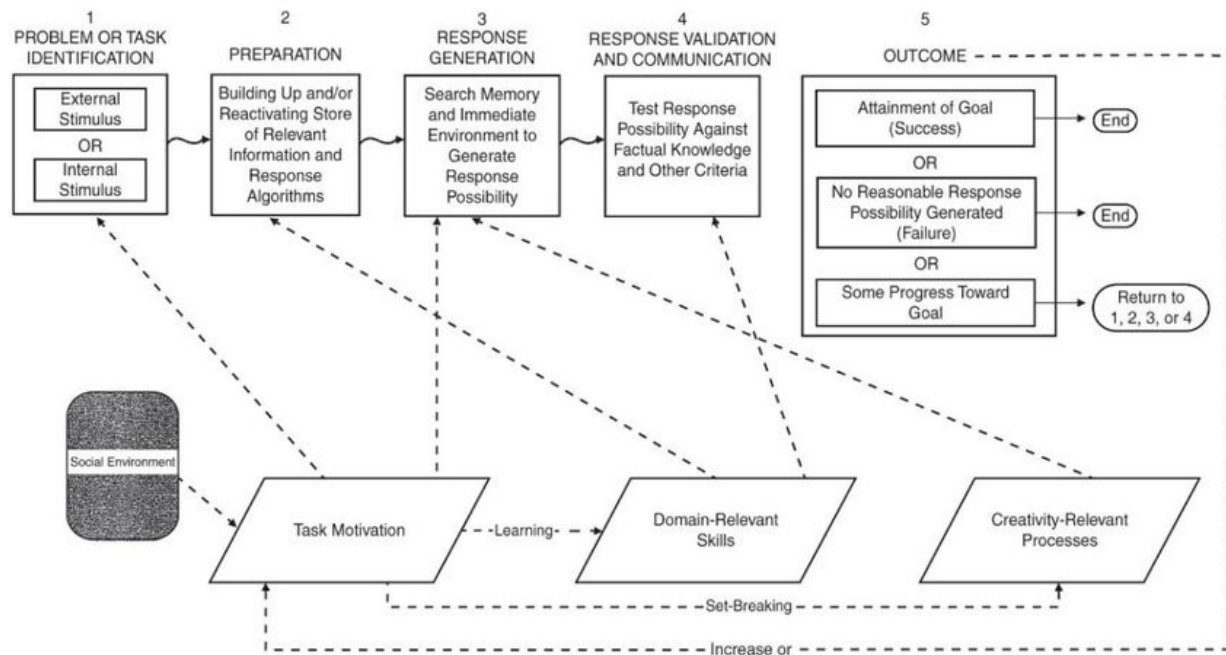 1
PROBLEM OR TASK
IDENTIFICATION
2
PREPARATION
3
RESPONSE
GENERATION
4
RESPONSE VALIDATION
AND COMMUNICATION
5
OUTCOME
External
Stimulus
OR
Internal
Stimulus
Building Up and/or
Reactivating Store
of Relevant
Information and
Response
Algorithms
Search Memory
and Immediate
Environment to
Generate
Response
Possibility
Test Response
Possibility Against
Factual Knowledge
and Other Criteria
Attainment of Goal
(Success)
End
OR
No Reasonable Response
Possibility Generated
(Failure)
End
OR
Some Progress Toward
Goal
Return to
1, 2, 3, or 4
Social Environment
Task Motivation
Learning
Domain-Relevant
Skills
Creativity-Relevant
Processes
Set-Breaking
Increase or